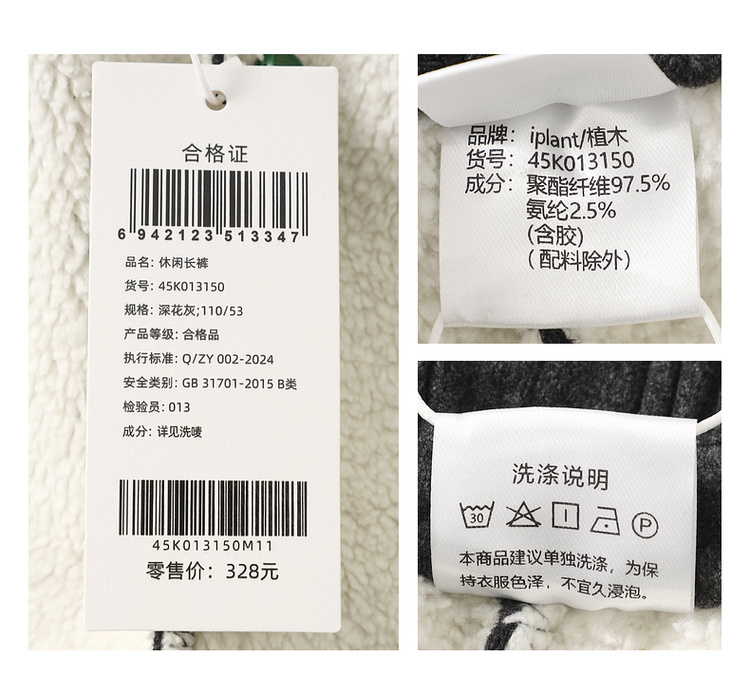 合格证
6 942123 513347
品名: 休闲长裤
货号: 45K013150
规格: 深花灰;110/53
产品等级: 合格品
执行标准: Q/ZY 002-2024
安全类别: GB 31701-2015 B类
检验员: 013
成分: 详见洗唛
45K013150M11
零售价: 328元
品牌: iplant/植木
货号: 45K013150
成分: 聚酯纤维97.5%
氨纶2.5%
(含胶)
(配料除外)
洗涤说明
30
P
本商品建议单独洗涤，为保
持衣服色泽，不宜久浸泡。